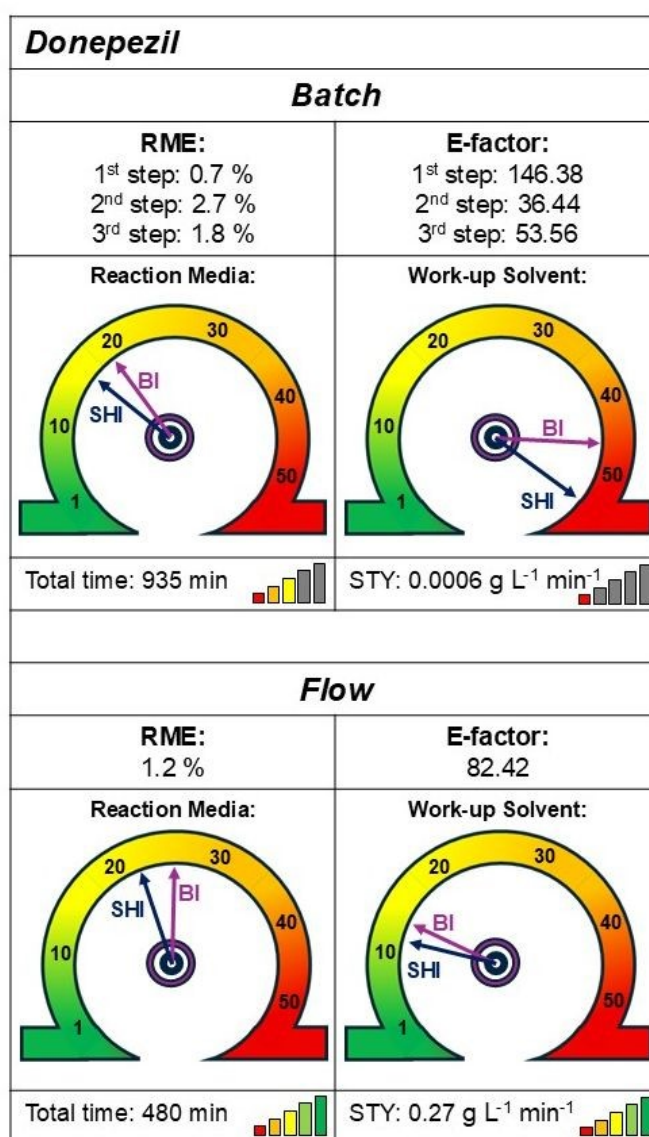 Donepezil
Batch
RME:
1st step: 0.7 %
2nd step: 2.7 %
3rd step: 1.8 %
E-factor:
1st step: 146.38
2nd step: 36.44
3rd step: 53.56
Reaction Media:
1
10
20
30
40
50
BI
SHI
Work-up Solvent:
1
10
20
30
40
50
BI
SHI
Total time: 935 min
STY: 0.0006 g L-1 min-1
Flow
RME:
1.2 %
E-factor:
82.42
Reaction Media:
1
10
20
30
40
50
SHI
BI
Work-up Solvent:
1
10
20
30
40
50
BI
SHI
Total time: 480 min
STY: 0.27 g L-1 min-1